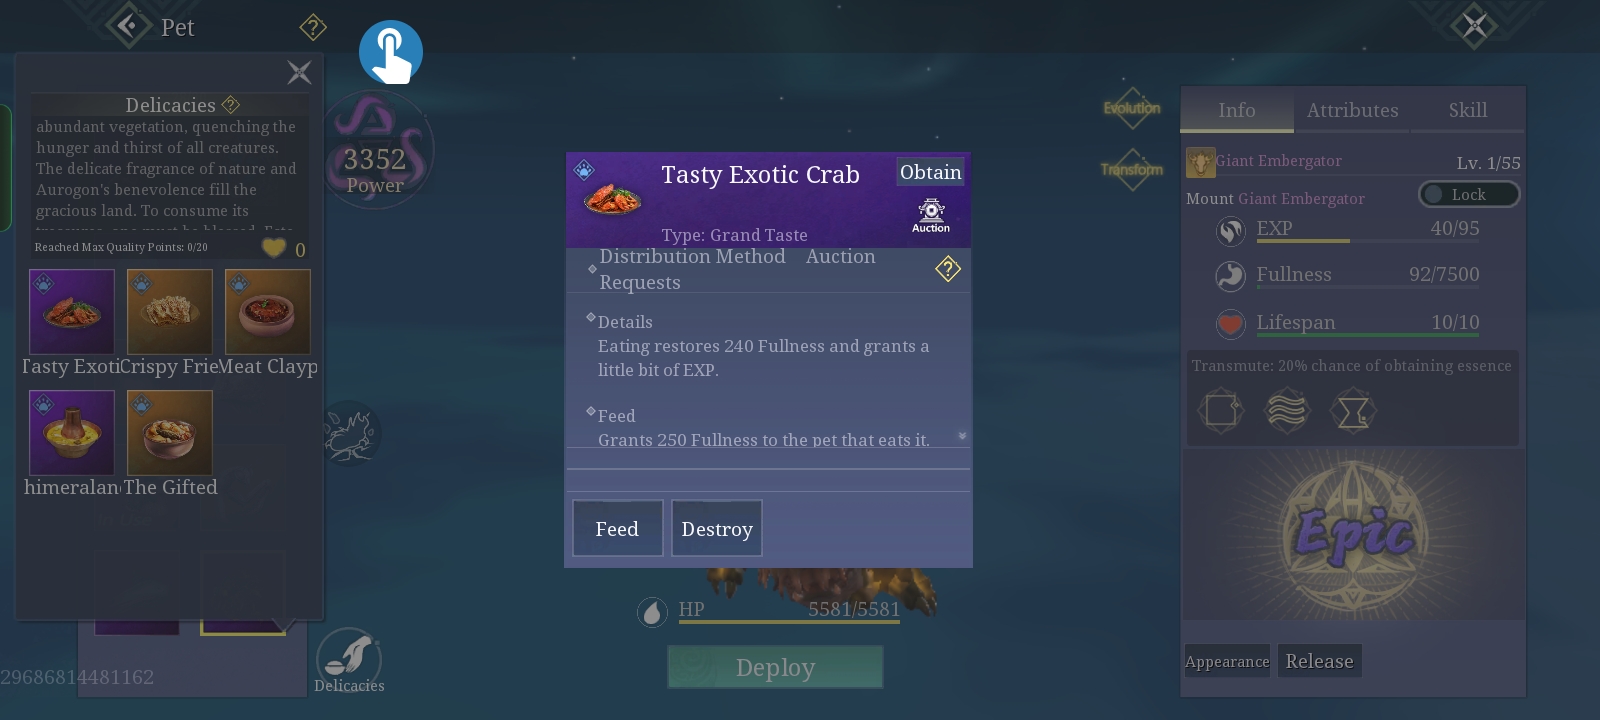 Pet
Delicacies
abundant vegetation, quenching the
hunger and thirst of all creatures.
The delicate fragrance of nature and
Aurogon's benevolence fill the
gracious land. To consume its
Reached Max Quality Points: 0/20
0
Tasty Exoti
Crispy Frie
Meat Clayp
himeralan
The Gifted
29686814481162
3352
Power
Delicacies
Tasty Exotic Crab
Obtain
Auction
Type: Grand Taste
Distribution Method Auction
Requests
Details
Eating restores 240 Fullness and grants a
little bit of EXP.
Feed
Grants 250 Fullness to the pet that eats it.
Feed
Destroy
HP 5581/5581
Deploy
Evolution
Transform
Info
Attributes
Skill
Giant Embergator
Lv. 1/55
Mount Giant Embergator
Lock
EXP 40/95
Fullness 92/7500
Lifespan 10/10
Transmute: 20% chance of obtaining essence
Epic
Appearance
Release